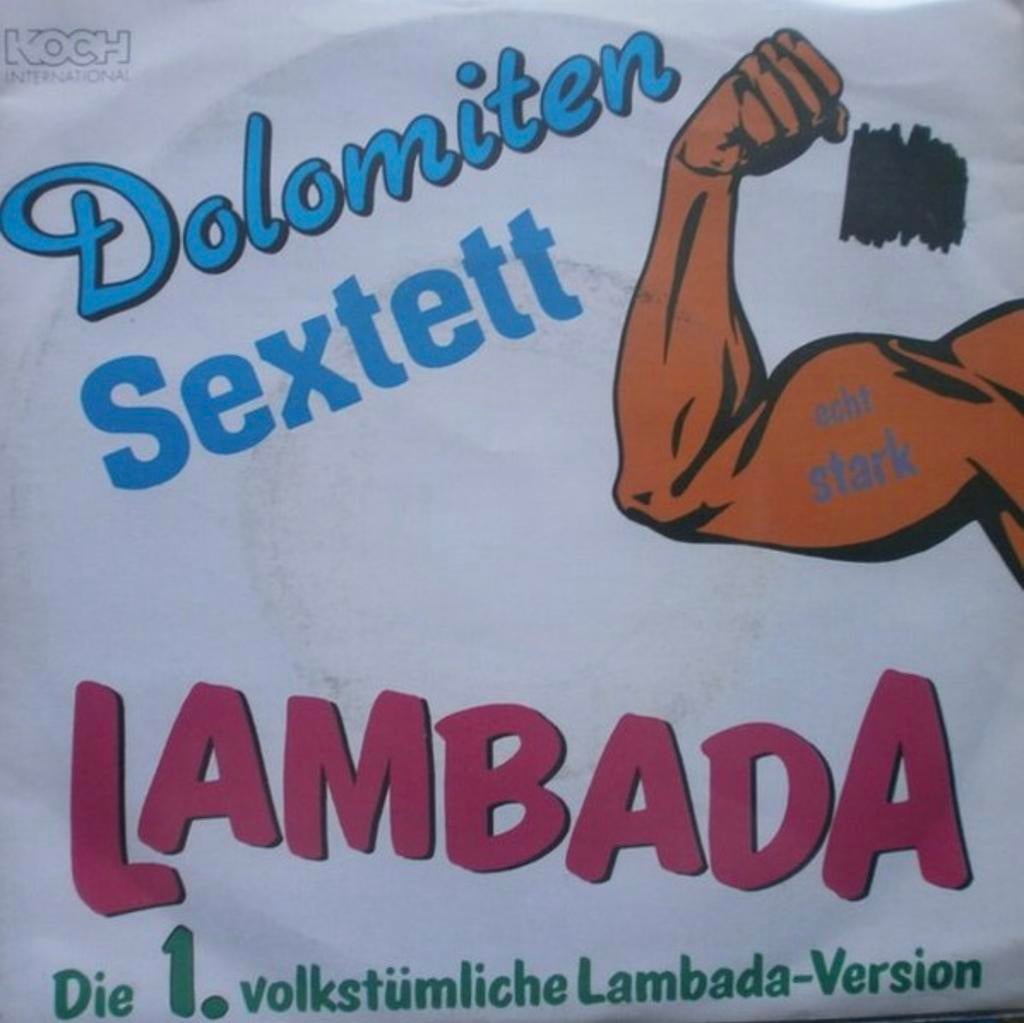 KOCH
INTERNATIONAL
Dolomiten
Sextett
echt
stark
LAMBADA
Die 1. volkstümliche Lambada-Version